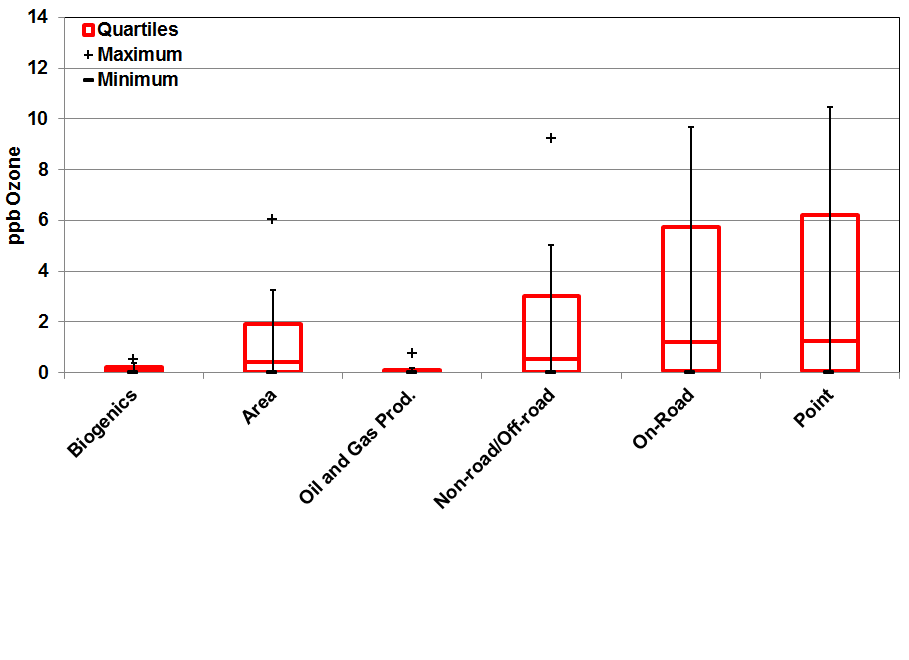 14
Quartiles
Maximum
Minimum
12
10
8
6
4
2
0
ppb Ozone
Biogenics
Area
Oil and Gas Prod.
Non-road/Off-road
On-Road
Point